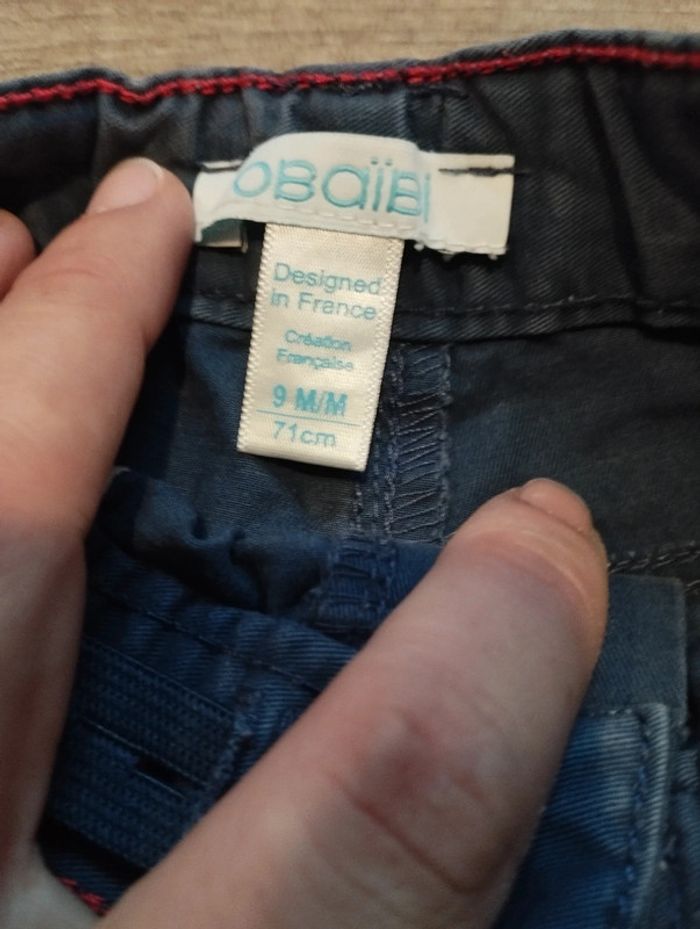 OBaïBi
Designed
in France
Création
Française
9 M/M
71cm